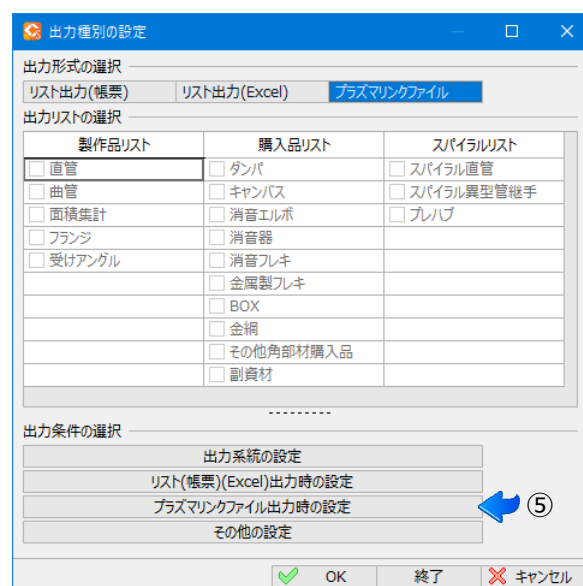 出力種別の設定
出力形式の選択
リスト出力(帳票) リスト出力(Excel) プラズマリンクファイル
出力リストの選択
製作品リスト 購入品リスト スパイラルリスト
直管 ダンパ スパイラル直管
曲管 キャンバス スパイラル異型管継手
面積集計 消音エルボ プレハブ
フランジ 消音器
受けアングル 消音フレキ
金属製フレキ
BOX
金網
その他角部材購入品
副資材
出力条件の選択
出力系統の設定
リスト(帳票)(Excel)出力時の設定
プラズマリンクファイル出力時の設定 ⑤
その他の設定
OK 終了 キャンセル